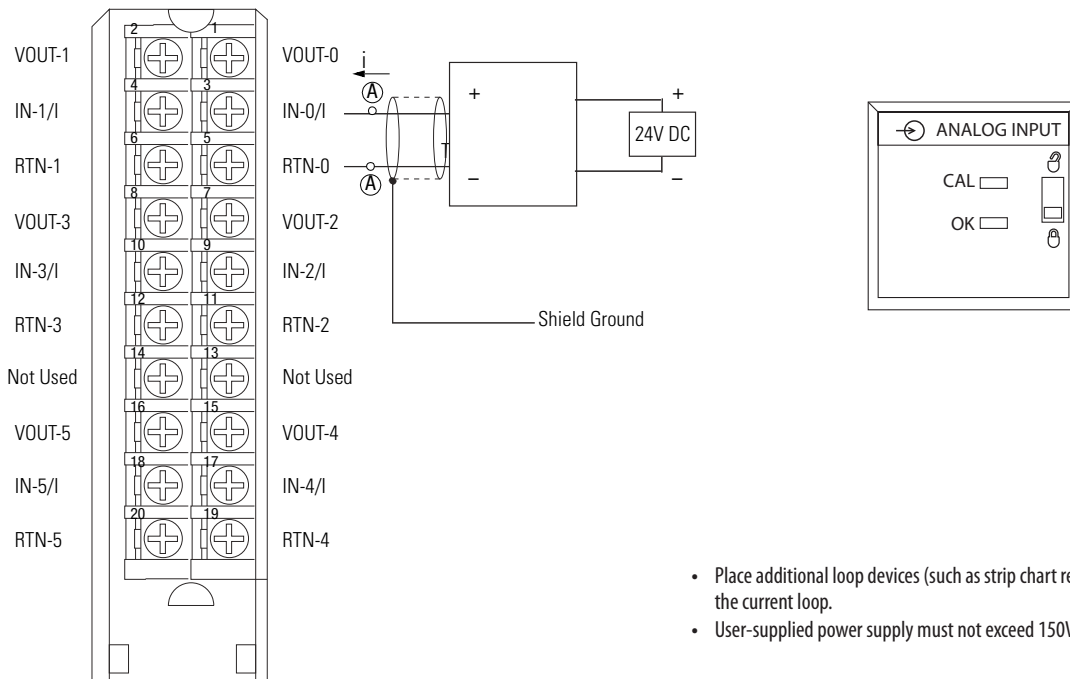 2 1
VOUT-1 VOUT-0
i
4 3
A
IN-1/I IN-0/I
+ +
24V DC
6 5
T
RTN-1 RTN-0
A
– –
8 7
VOUT-3 VOUT-2
10 9
IN-3/I IN-2/I
12 11
RTN-3 RTN-2
Shield Ground
14 13
Not Used Not Used
16 15
VOUT-5 VOUT-4
18 17
IN-5/I IN-4/I
20 19
RTN-5 RTN-4
ANALOG INPUT
CAL
OK
• Place additional loop devices (such as strip chart
the current loop.
• User-supplied power supply must not exceed 150V